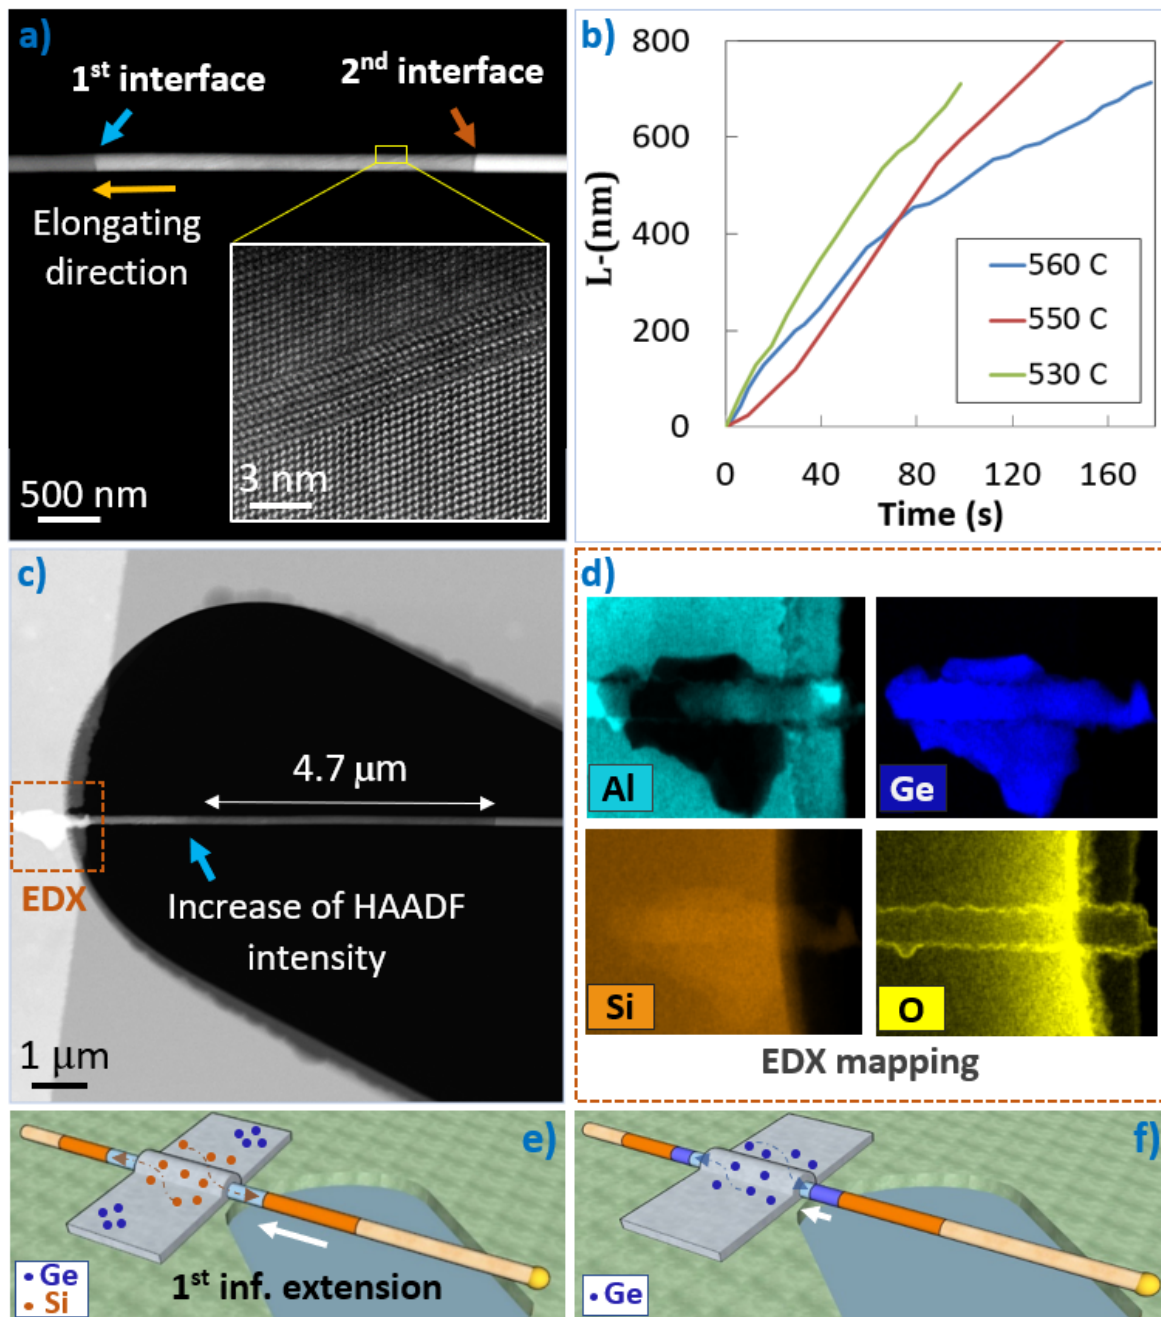 a)
1st interface
2nd interface
Elongating
direction
500 nm
3 nm
b)
L-(nm)
800
600
400
200
0
0 40 80 120 160
Time (s)
560 C
550 C
530 C
c)
4.7 μm
EDX
Increase of HAADF
intensity
1 μm
d)
Al
Ge
Si
O
EDX mapping
e)
Ge
Si
1st inf. extension
f)
Ge